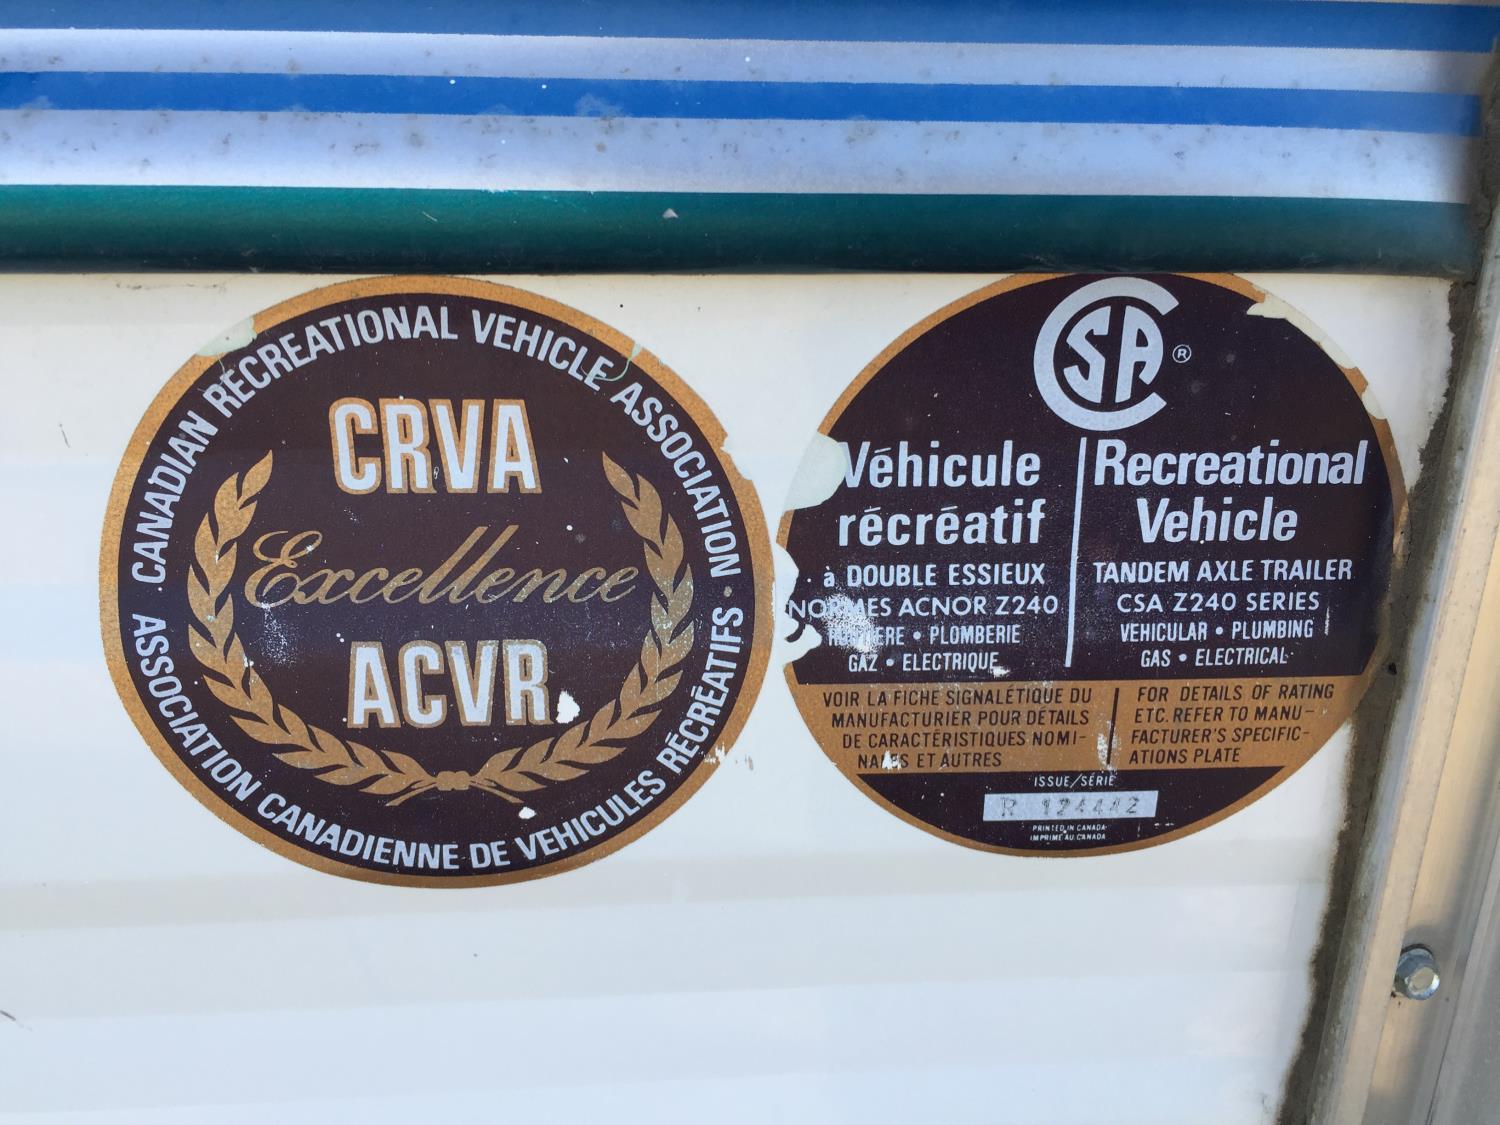 CANADIAN RECREATIONAL VEHICLE ASSOCIATION
CRVA
Excellence
ACVR
ASSOCIATION CANADIENNE DE VEHICULES RÉCRÉATIFS
CSA ®
Véhicule
récréatif
à DOUBLE ESSIEUX
NORMES ACNOR Z240
• PLOMBERIE
GAZ • ELECTRIQUE
Recreational
Vehicle
TANDEM AXLE TRAILER
CSA Z240 SERIES
VEHICULAR • PLUMBING
GAS • ELECTRICAL
VOIR LA FICHE SIGNALÉTIQUE DU
MANUFACTURIER POUR DÉTAILS
DE CARACTÉRISTIQUES NOMI-
NALES ET AUTRES
FOR DETAILS OF RATING
ETC. REFER TO MANU-
FACTURER'S SPECIFIC-
ATIONS PLATE
ISSUE/SÉRIE
R 124442
PRINTED IN CANADA
IMPRIMÉ AU CANADA